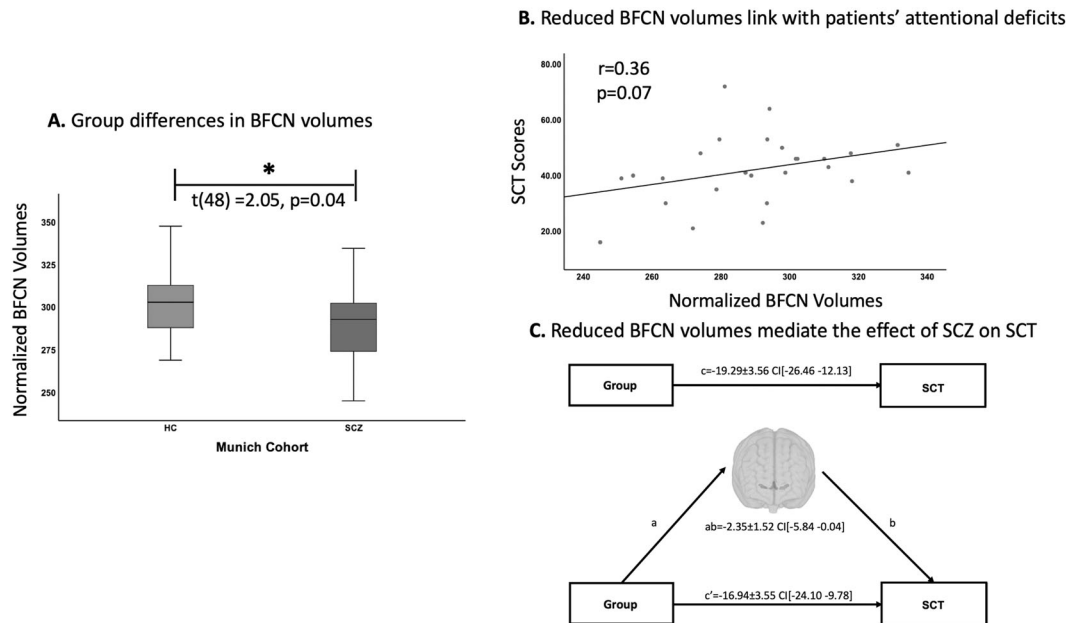 A. Group differences in BFCN volumes
*
t(48) =2.05, p=0.04
Normalized BFCN Volumes
350
325
300
275
250
HC
SCZ
Munich Cohort
B. Reduced BFCN volumes link with patients’ attentional deficits
r=0.36
p=0.07
SCT Scores
80.00
60.00
40.00
20.00
240
260
280
300
320
340
Normalized BFCN Volumes
C. Reduced BFCN volumes mediate the effect of SCZ on SCT
Group
c=-19.29±3.56 CI[-26.46 -12.13]
SCT
a
ab=-2.35±1.52 CI[-5.84 -0.04]
b
Group
c’=-16.94±3.55 CI[-24.10 -9.78]
SCT